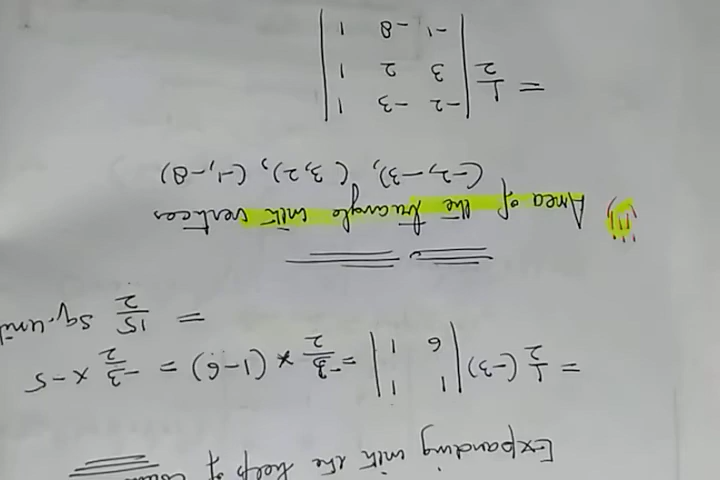 Expanding with the help of
= 1/2 (-3) | 1 1 | = -3/2 × (1-6) = -3/2 × -5
| 6 1 |
= 15/2 sq. unit
(iii) Area of the triangle with vertices
(-2, -3), (3, 2), (-1, -8)
= 1/2 | -2 -3 1 |
| 3 2 1 |
| -1 -8 1 |